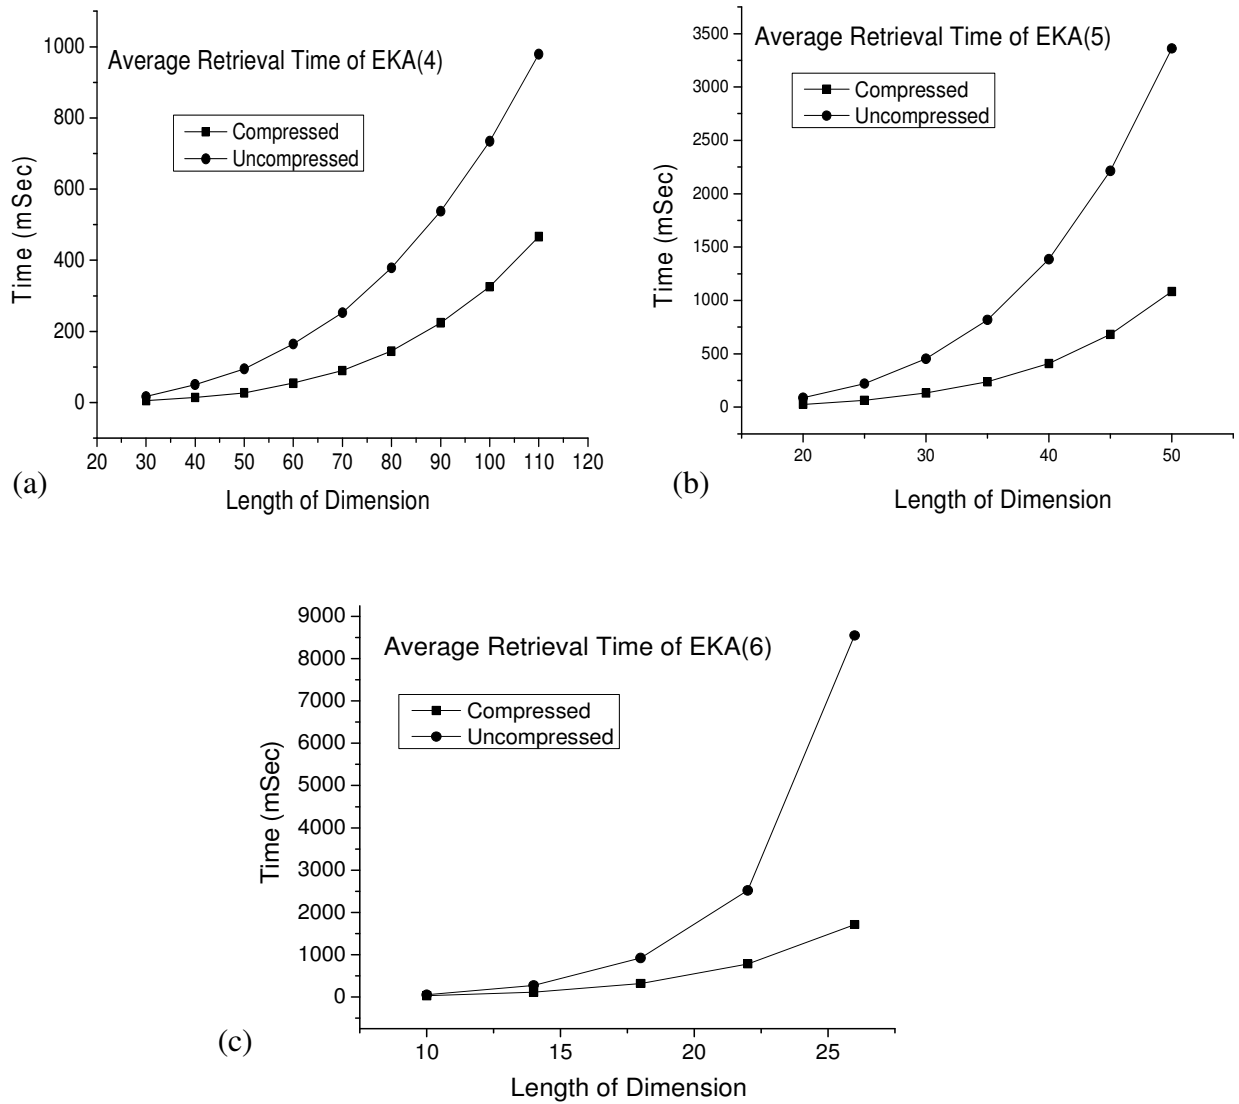 Average Retrieval Time of EKA(4)
Compressed
Uncompressed
Time (mSec)
1000
800
600
400
200
0
20 30 40 50 60 70 80 90 100 110 120
Length of Dimension
(a)
Average Retrieval Time of EKA(5)
Compressed
Uncompressed
Time (mSec)
3500
3000
2500
2000
1500
1000
500
0
20 30 40 50
Length of Dimension
(b)
Average Retrieval Time of EKA(6)
Compressed
Uncompressed
Time (mSec)
9000
8000
7000
6000
5000
4000
3000
2000
1000
0
10 15 20 25
Length of Dimension
(c)